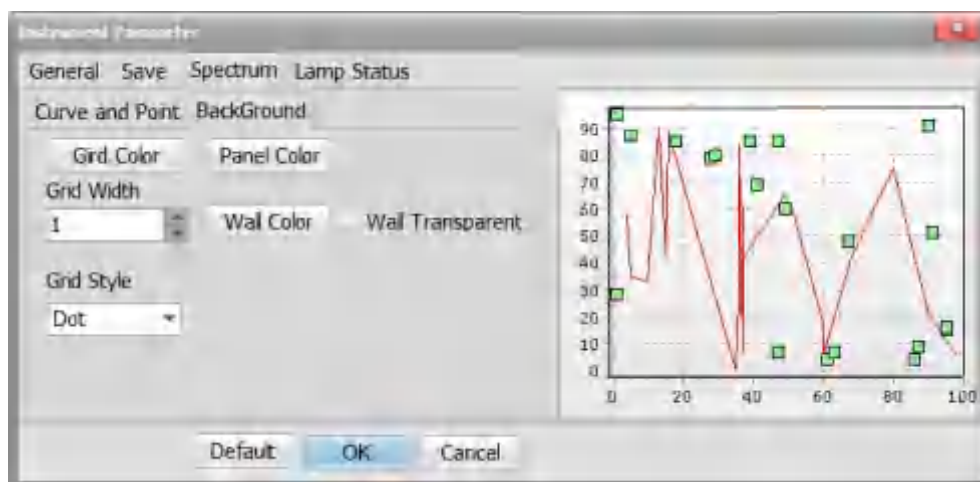 Instrument Parameter
General Save Spectrum Lamp Status
Curve and Point BackGround
Gird Color Panel Color
Grid Width
1 Wall Color Wall Transparent
Grid Style
Dot
90
80
70
60
50
40
30
20
10
0
0 20 40 60 80 100
Default OK Cancel